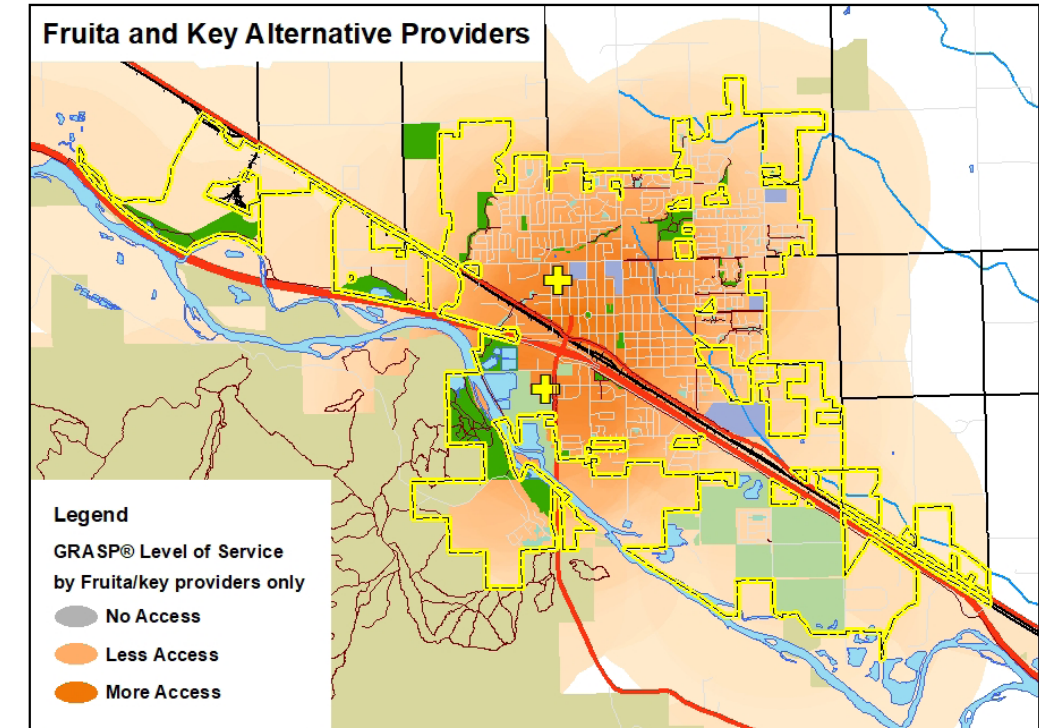 Fruita and Key Alternative Providers
Legend
GRASP® Level of Service
by Fruita/key providers only
No Access
Less Access
More Access